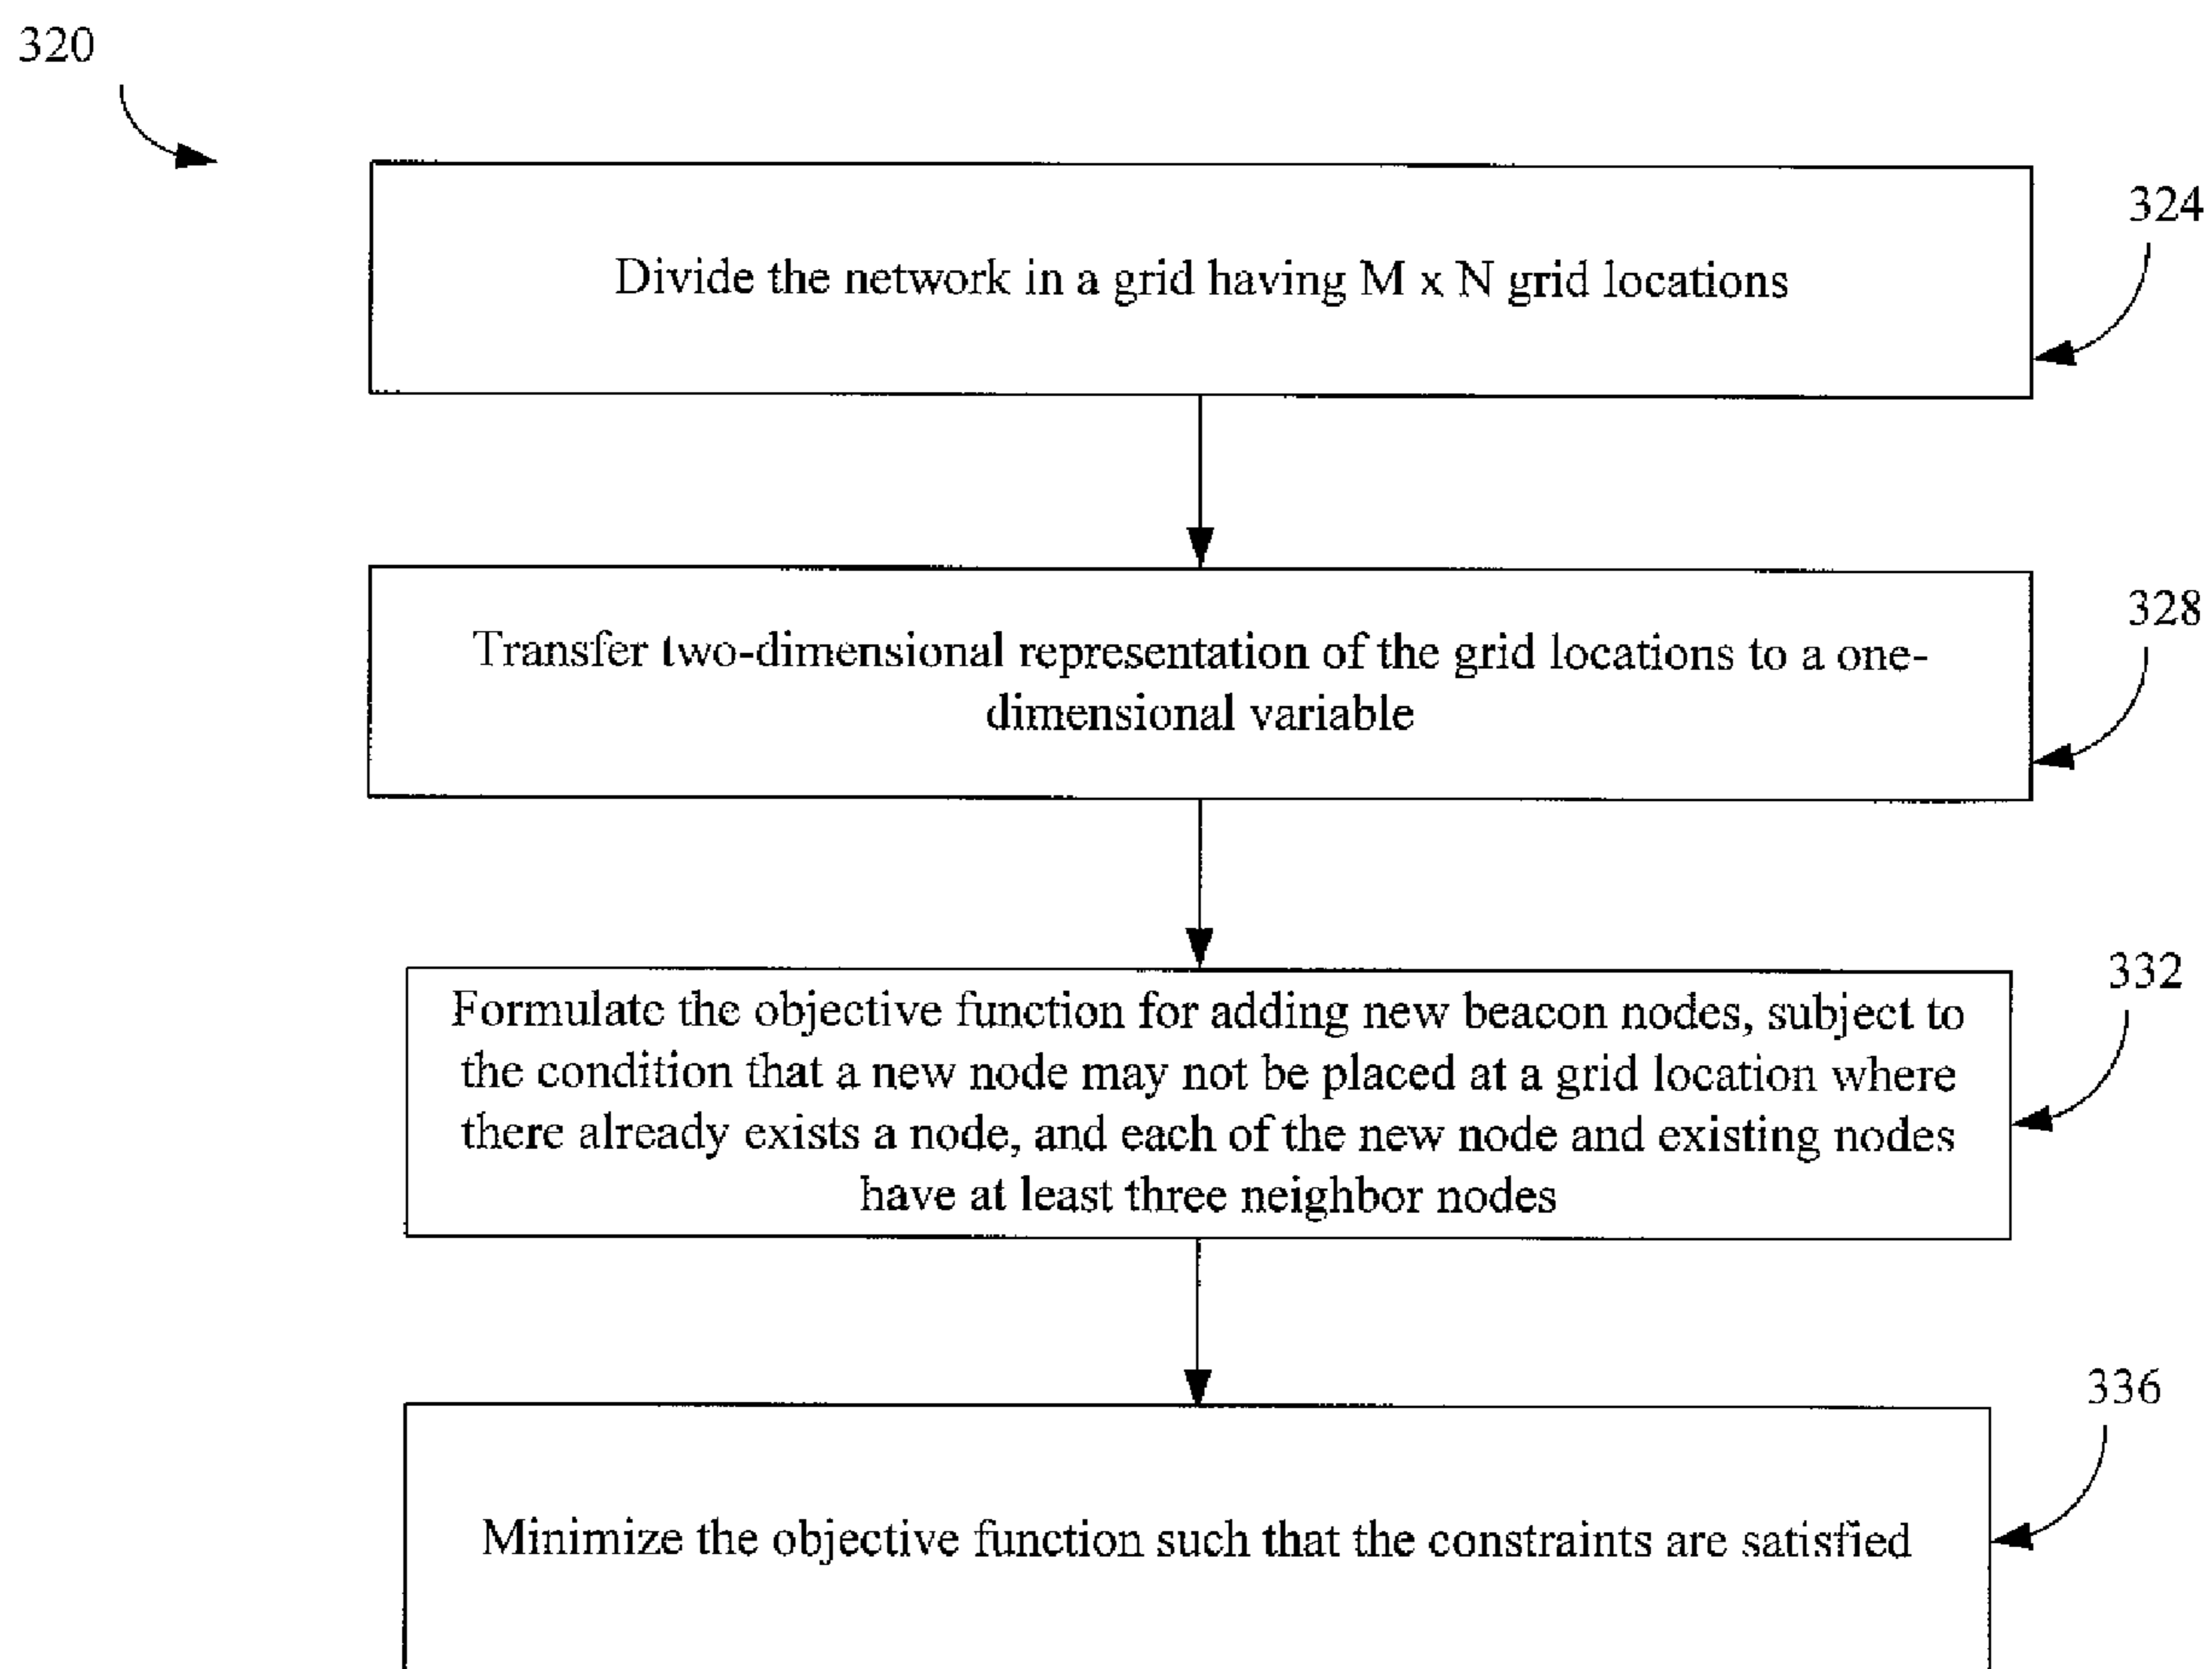 320
324
Divide the network in a grid having M x N grid locations
328
Transfer two-dimensional representation of the grid locations to a one-
dimensional variable
332
Formulate the objective function for adding new beacon nodes, subject to
the condition that a new node may not be placed at a grid location where
there already exists a node, and each of the new node and existing nodes
have at least three neighbor nodes
336
Minimize the objective function such that the constraints are satisfied